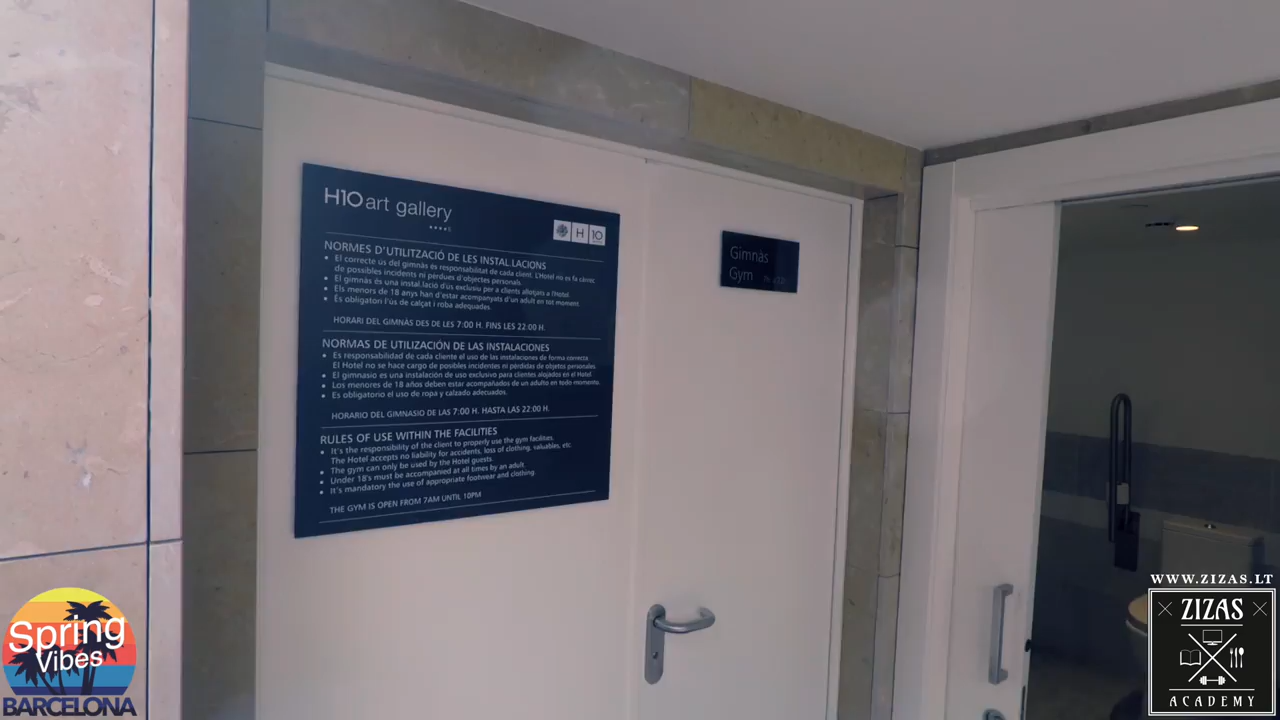 H10 art gallery
H 10
NORMES D'UTILITZACIÓ DE LES INSTAL.LACIONS
• El correcte us del gimnàs és responsabilitat de cada client. L'Hotel no es fa càrrec
de possibles incidents ni pèrdues d'objectes personals.
• El gimnàs és una instal.lació d'ús exclusiu per a clients allotjats a l'Hotel.
• Els menors de 18 anys han d'estar acompanyats d'un adult en tot moment
• És obligatori l'ús de calçat i roba adequades.
HORARI DEL GIMNÀS DES DE LES 7:00 H. FINS LES 22:00 H.
NORMAS DE UTILIZACIÓN DE LAS INSTALACIONES
• Es responsabilidad de cada cliente el uso de las instalaciones de forma correcta.
El Hotel no se hace cargo de posibles incidentes ni pérdidas de objetos personales.
• El gimnasio es una instalación de uso exclusivo para clientes alojados en el Hotel.
• Los menores de 18 años deben estar acompañados de un adulto en todo momento.
• Es obligatorio el uso de ropa y calzado adecuados.
HORARIO DEL GIMNASIO DE LAS 7:00 H. HASTA LAS 22:00 H.
RULES OF USE WITHIN THE FACILITIES
• It's the responsibility of the client to properly use the gym facilities.
The Hotel accepts no liability for accidents, loss of clothing, valuables, etc.
• The gym can only be used by the Hotel guests.
• Under 18's must be accompanied at all times by an adult.
• It's mandatory the use of appropriate footwear and clothing.
THE GYM IS OPEN FROM 7AM UNTIL 10PM
Gimnàs
Gym
Spring
Vibes
BARCELONA
WWW.ZIZAS.LT
ZIZAS
ACADEMY